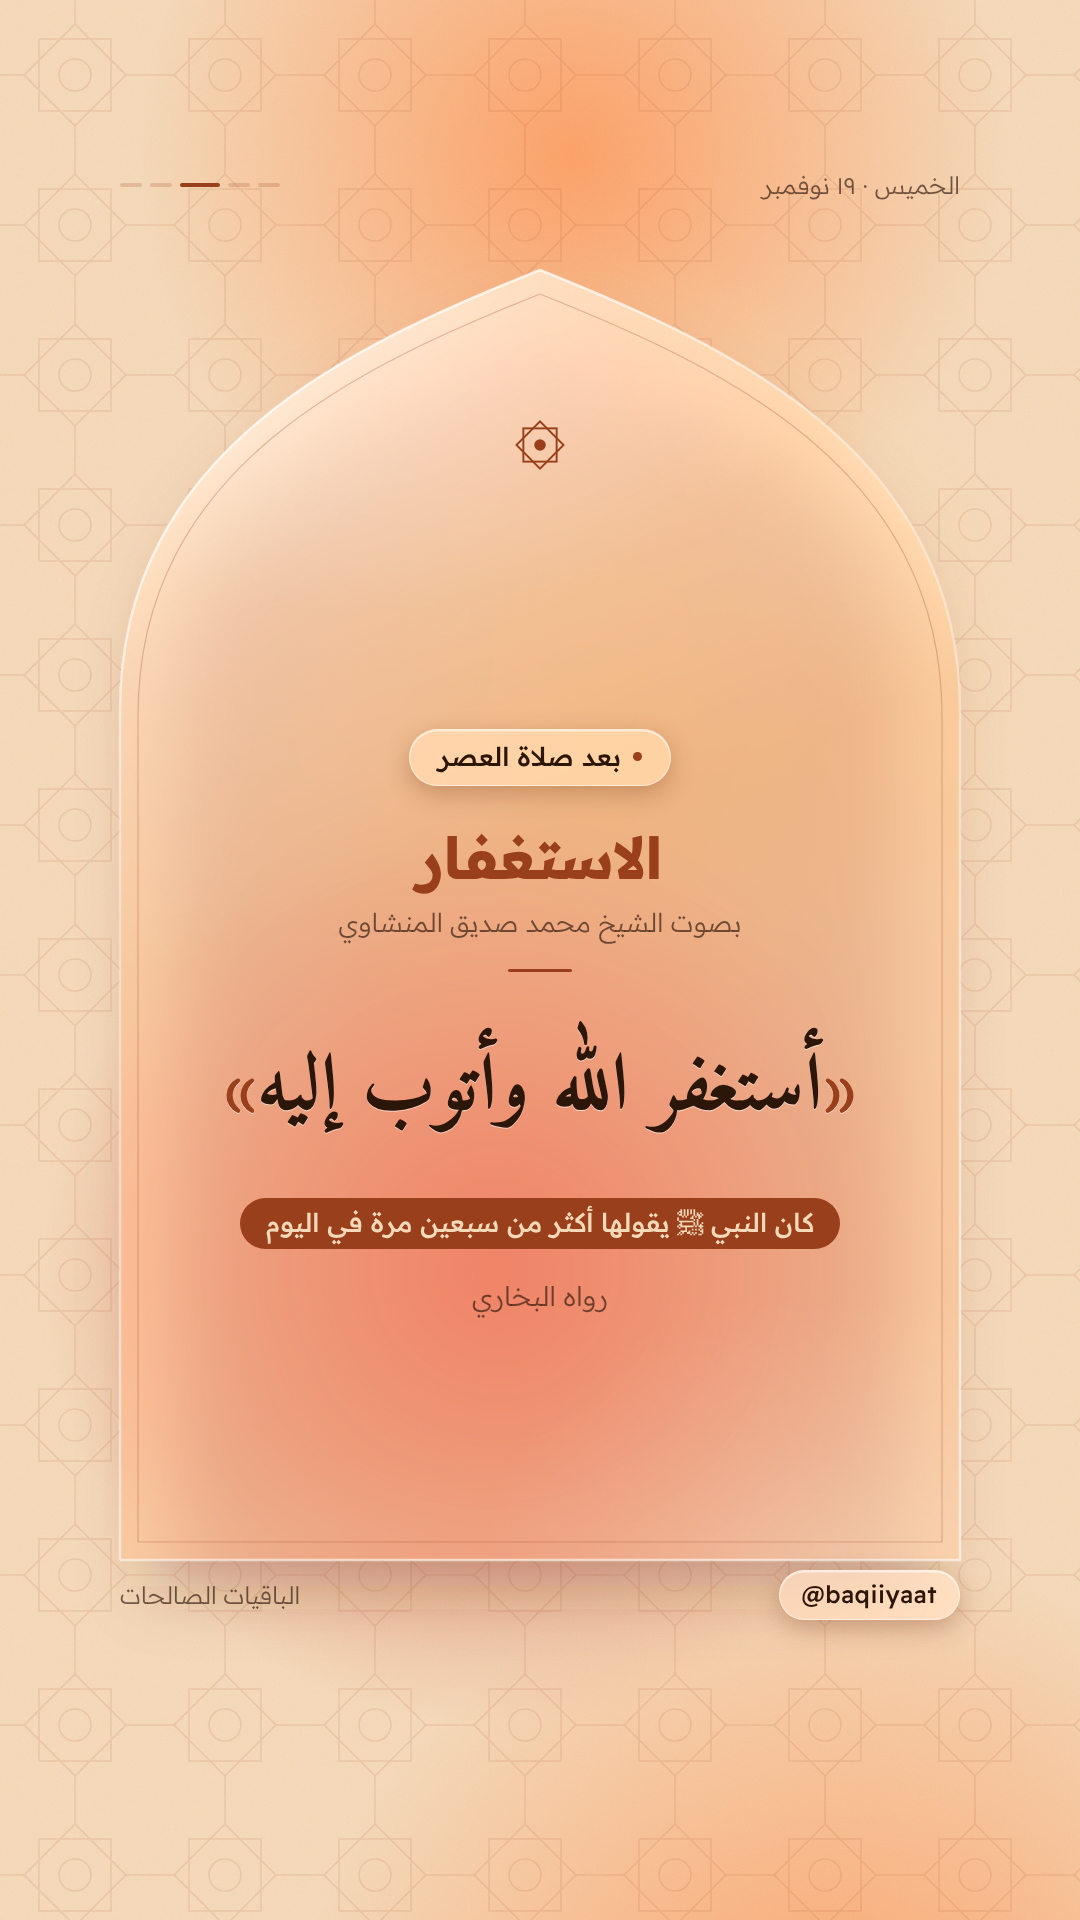 الخميس · ١٩ نوفمبر
بعد صلاة العصر
الاستغفار
بصوت الشيخ محمد صديق المنشاوي
«أستغفر الله وأتوب إليه»
كان النبي ﷺ يقولها أكثر من سبعين مرة في اليوم
رواه البخاري
@baqiiyaat
الباقيات الصالحات